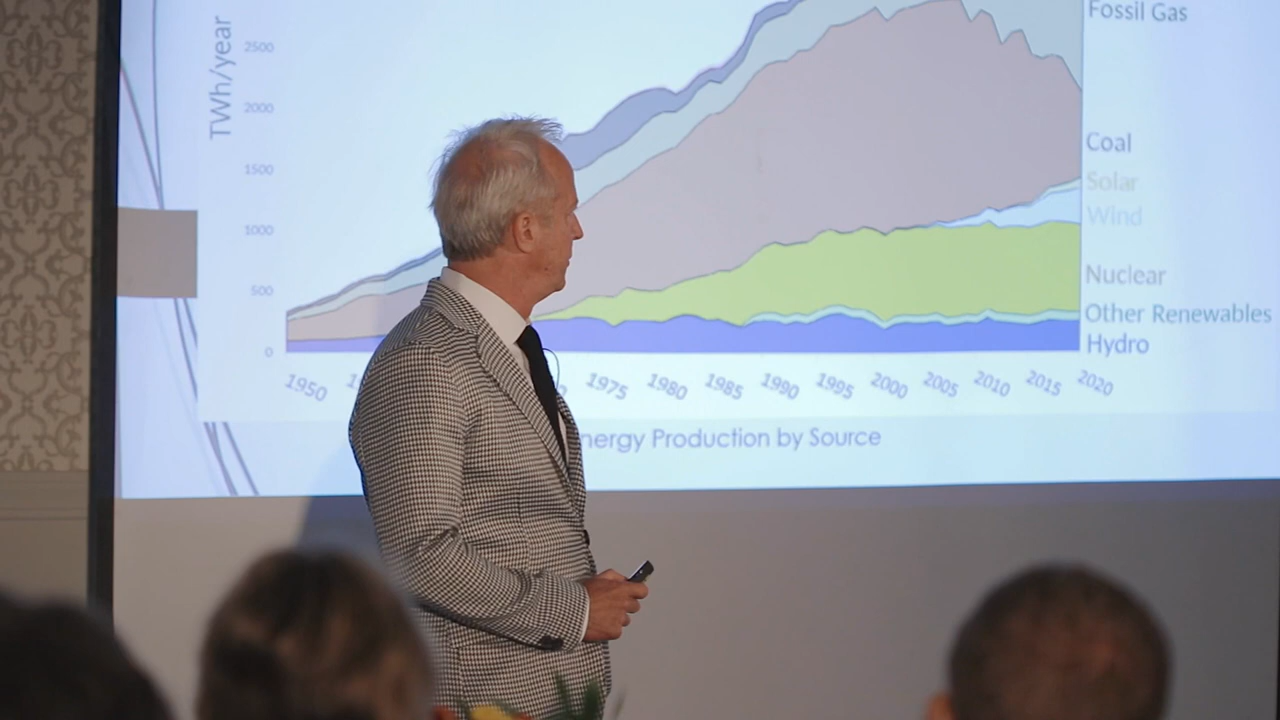 Fossil Gas
TWh/year
2500
2000
1500
1000
500
0
Coal
Solar
Wind
Nuclear
Other Renewables
Hydro
1950
1975
1980
1985
1990
1995
2000
2005
2010
2015
2020
nergy Production by Source